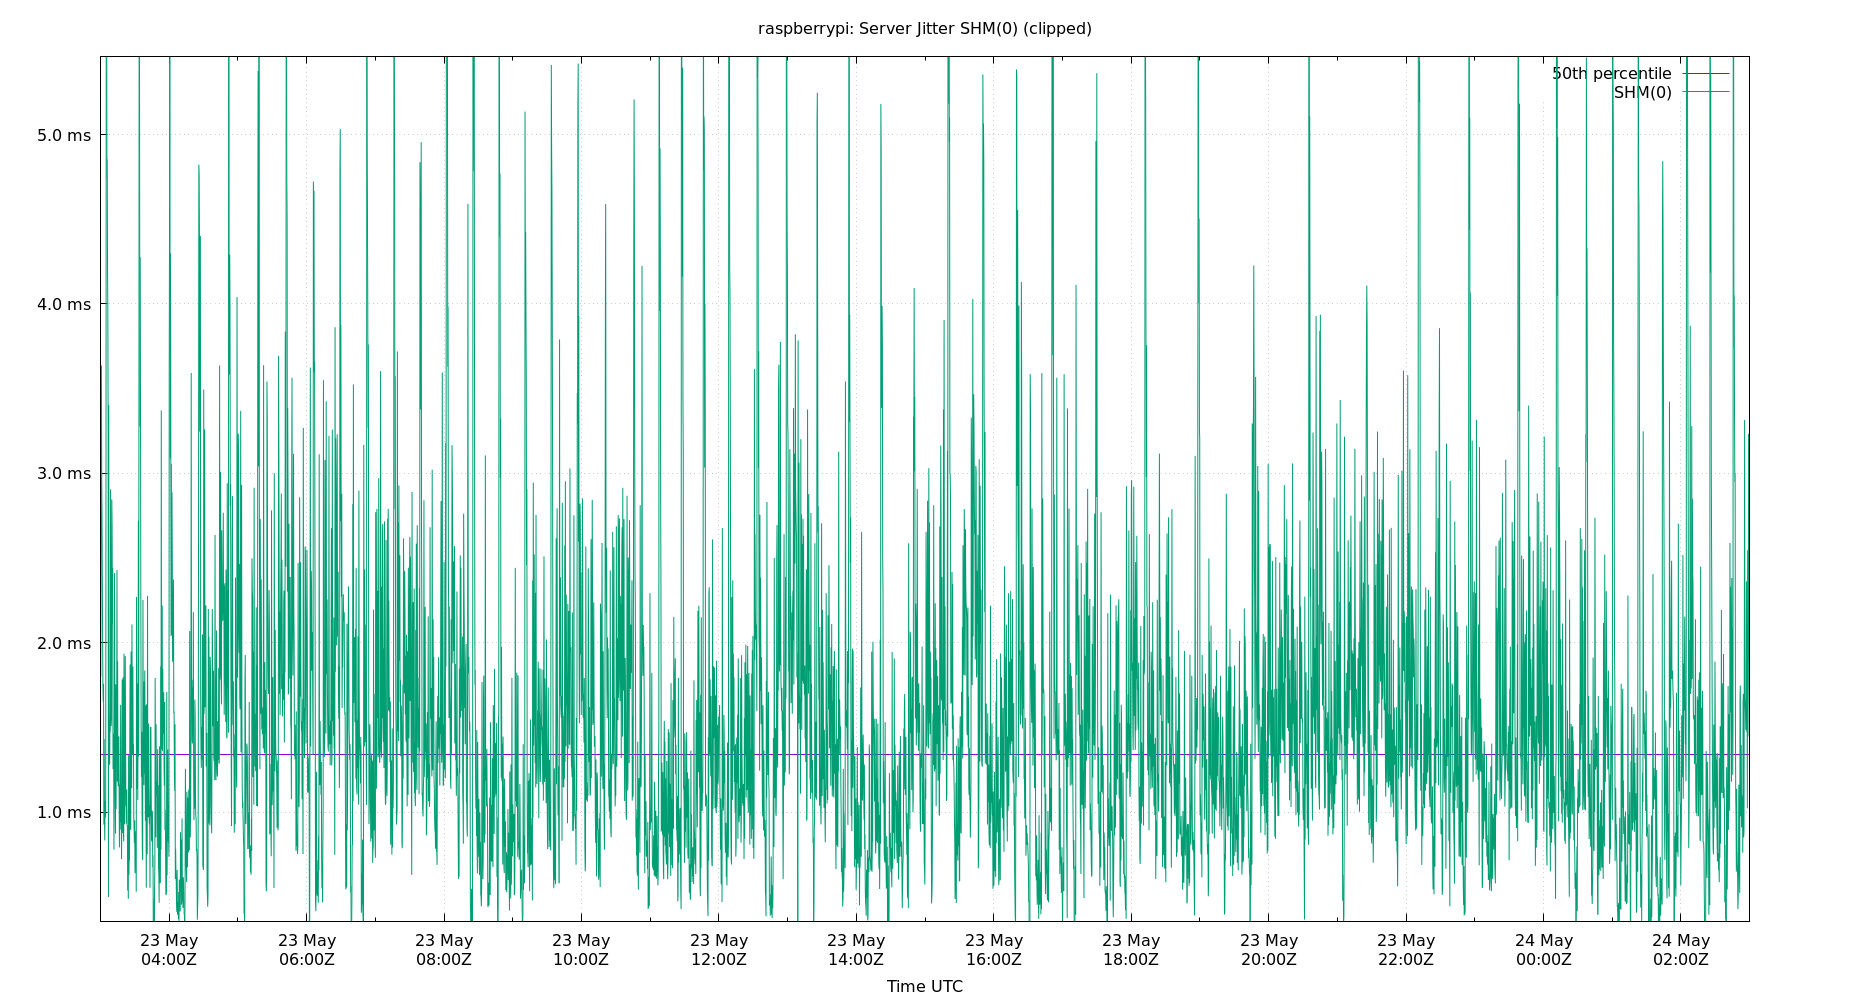 raspberrypi: Server Jitter SHM(0) (clipped)
50th percentile
SHM(0)
5.0 ms
4.0 ms
3.0 ms
2.0 ms
1.0 ms
23 May 23 May 23 May 23 May 23 May 23 May 23 May 23 May 23 May 23 May 24 May 24 May
04:00Z 06:00Z 08:00Z 10:00Z 12:00Z 14:00Z 16:00Z 18:00Z 20:00Z 22:00Z 00:00Z 02:00Z
Time UTC